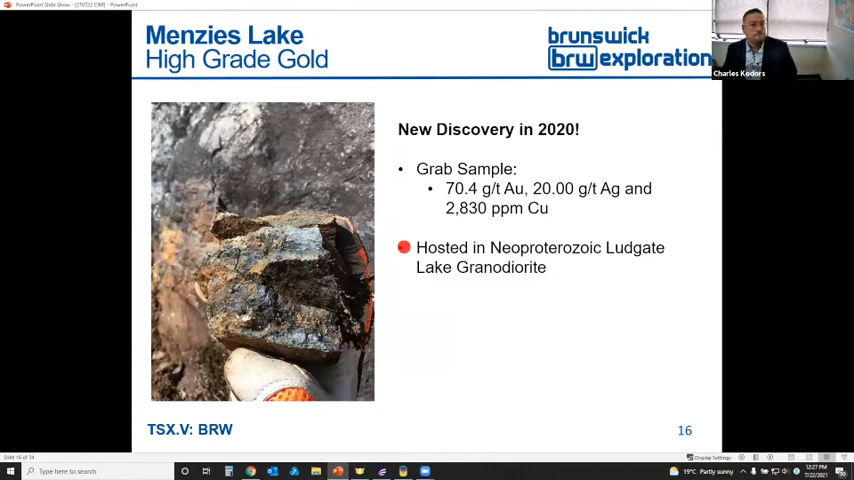 PowerPoint Slide Show - [210722 C1M] - PowerPoint
Menzies Lake
High Grade Gold
brunswick
brw exploration
Charles Kodors
New Discovery in 2020!
• Grab Sample:
• 70.4 g/t Au, 20.00 g/t Ag and
2,830 ppm Cu
Hosted in Neoproterozoic Ludgate
Lake Granodiorite
TSX.V: BRW
16
Slide 16 of 34
Display Settings
Type here to search
19°C Partly sunny
12:27 PM
7/22/2021